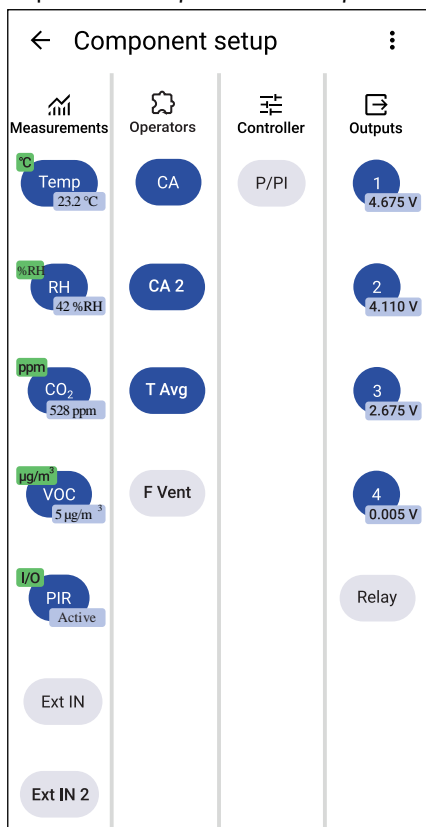 Component setup
Measurements
Operators
Controller
Outputs
°C
Temp
23.2 °C
CA
P/PI
1
4.675 V
%RH
RH
42 %RH
CA 2
2
4.110 V
ppm
CO₂
528 ppm
T Avg
3
2.675 V
µg/m³
VOC
5 µg/m ³
F Vent
4
0.005 V
I/O
PIR
Active
Relay
Ext IN
Ext IN 2